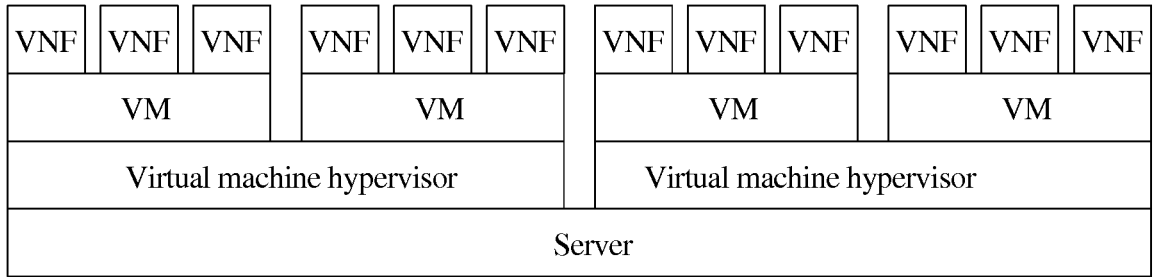 VNF VNF VNF VNF VNF VNF VNF VNF VNF VNF VNF VNF
VM VM VM VM
Virtual machine hypervisor Virtual machine hypervisor
Server